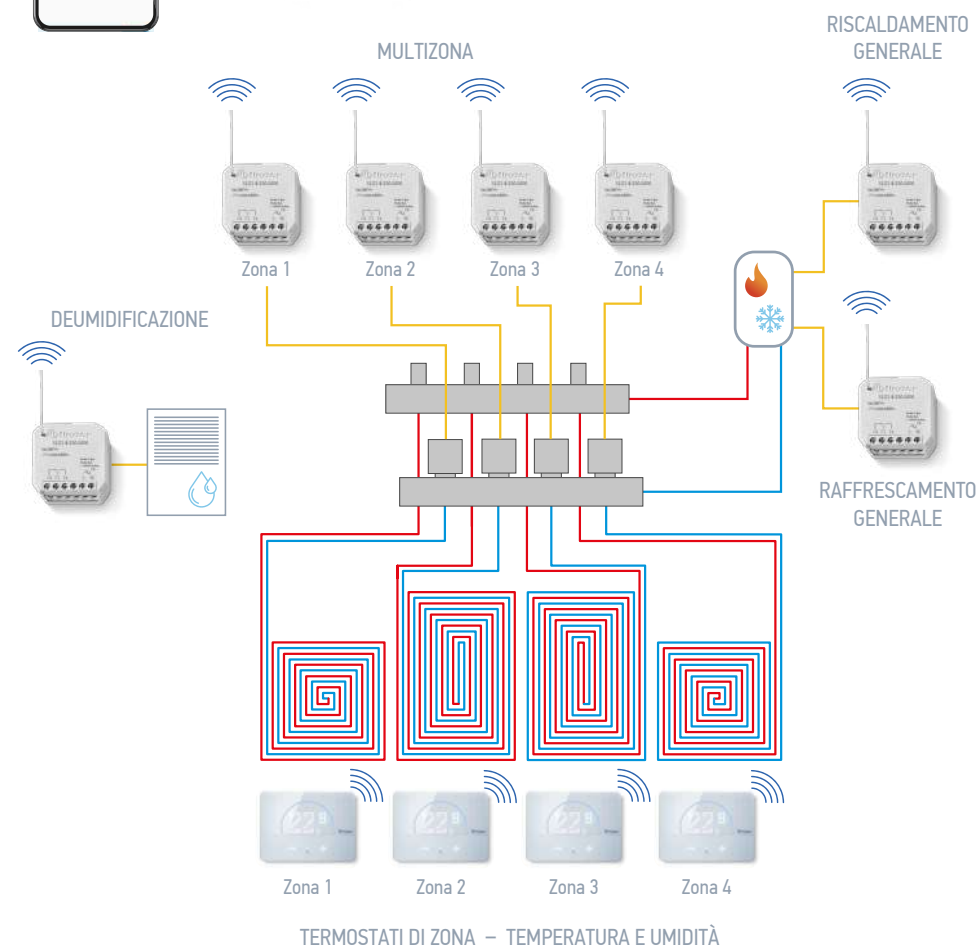 RISCALDAMENTO
GENERALE
MULTIZONA
Zona 1
Zona 2
Zona 3
Zona 4
DEUMIDIFICAZIONE
RAFFRESCAMENTO
GENERALE
Zona 1
Zona 2
Zona 3
Zona 4
TERMOSTATI DI ZONA – TEMPERATURA E UMIDITÀ